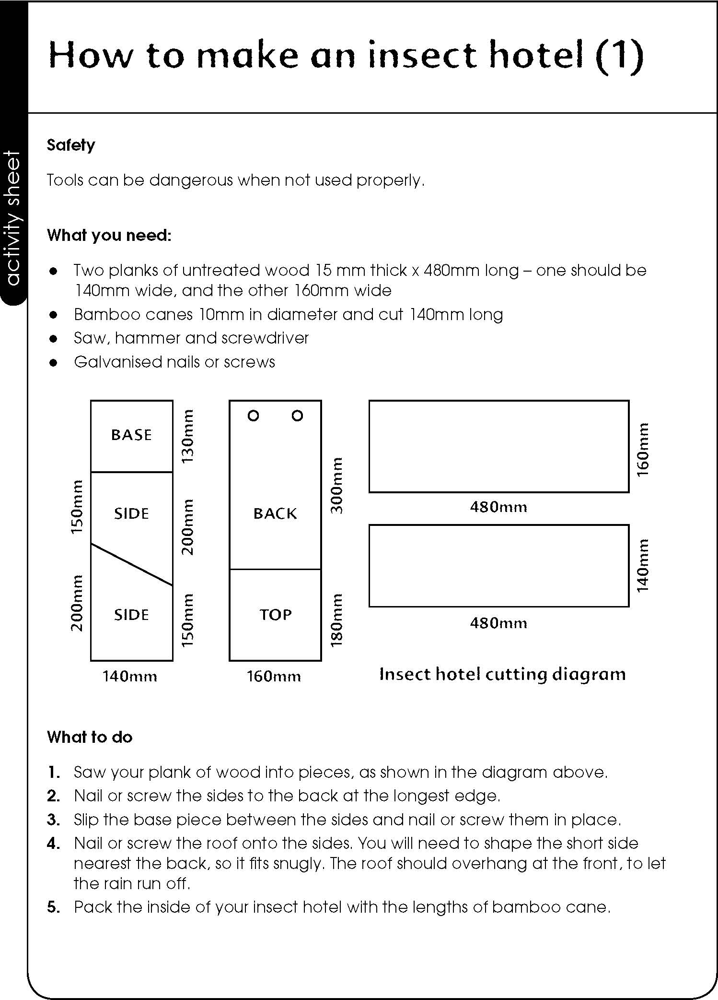 How to make an insect hotel (1)
activity sheet
Safety
Tools can be dangerous when not used properly.
What you need:
● Two planks of untreated wood 15 mm thick x 480mm long – one should be
140mm wide, and the other 160mm wide
● Bamboo canes 10mm in diameter and cut 140mm long
● Saw, hammer and screwdriver
● Galvanised nails or screws
BASE
130mm
150mm
SIDE
200mm
200mm
SIDE
150mm
140mm
BACK
300mm
TOP
180mm
160mm
160mm
480mm
140mm
480mm
Insect hotel cutting diagram
What to do
1. Saw your plank of wood into pieces, as shown in the diagram above.
2. Nail or screw the sides to the back at the longest edge.
3. Slip the base piece between the sides and nail or screw them in place.
4. Nail or screw the roof onto the sides. You will need to shape the short side
nearest the back, so it fits snugly. The roof should overhang at the front, to let
the rain run off.
5. Pack the inside of your insect hotel with the lengths of bamboo cane.